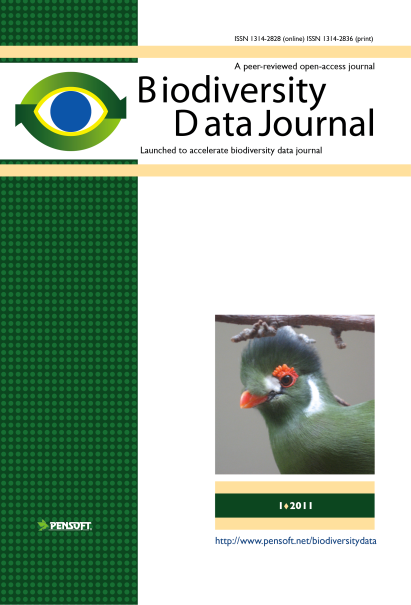 ISSN 1314-2828 (online) ISSN 1314-2836 (print)
A peer-reviewed open-access journal
Biodiversity
Data Journal
Launched to accelerate biodiversity data journal
1♦2011
PENSOFT.
http://www.pensoft.net/biodiversitydata